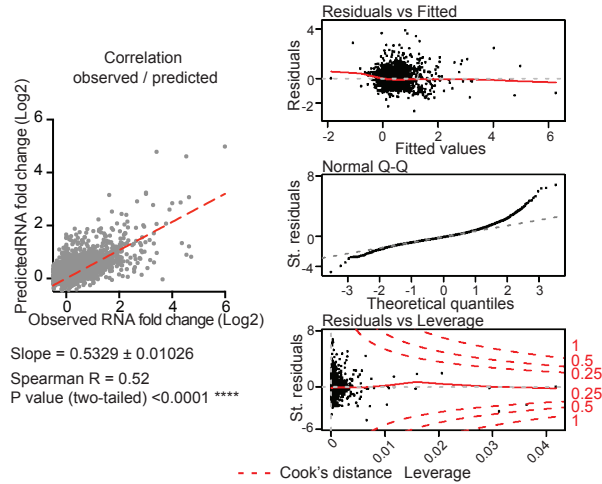 Correlation
observed / predicted
PredictedRNA fold change (Log2)
6
4
2
0
0
2
4
6
Observed RNA fold change (Log2)
Slope = 0.5329 ± 0.01026
Spearman R = 0.52
P value (two-tailed) <0.0001 ****
Residuals vs Fitted
Residuals
4
0
-2
-2
0
2
4
6
Fitted values
Normal Q-Q
St. residuals
8
0
-4
-3
-2
-1
0
1
2
3
Theoretical quantiles
Residuals vs Leverage
St. residuals
8
0
-6
1
0.5
0.25
0.25
0.5
1
0
0.01
0.02
0.03
0.04
Cook's distance Leverage